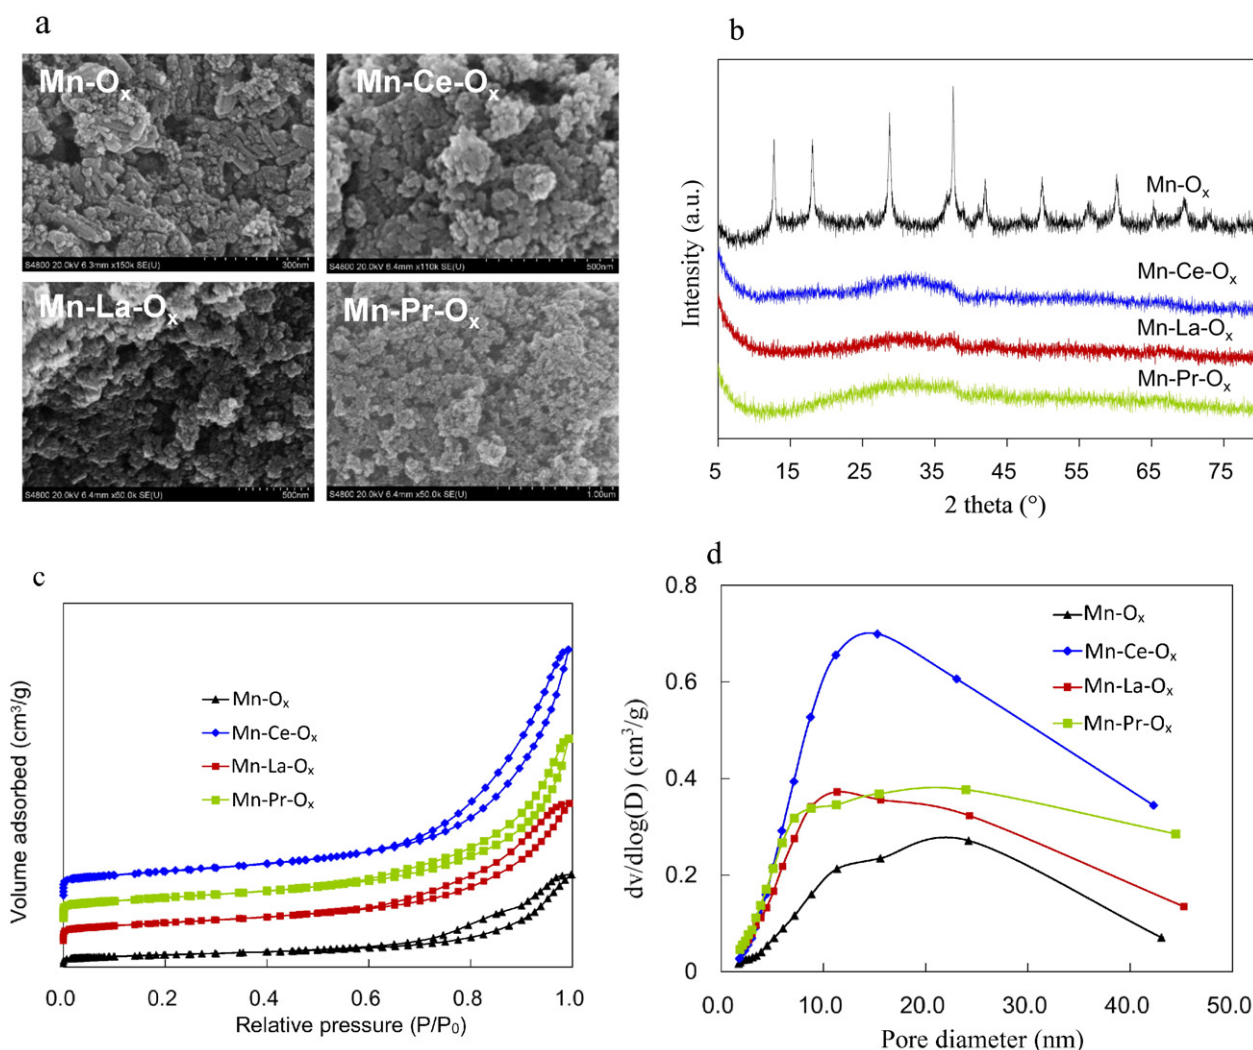 a
Mn-Oₓ
S4800 20.0kV 6.3mm x150k SE(U) 300nm
Mn-Ce-Oₓ
S4800 20.0kV 6.4mm x110k SE(U) 500nm
Mn-La-Oₓ
S4800 20.0kV 6.4mm x60.0k SE(U) 500nm
Mn-Pr-Oₓ
S4800 20.0kV 6.4mm x50.0k SE(U) 1.00um
b
Intensity (a.u.)
Mn-Oₓ
Mn-Ce-Oₓ
Mn-La-Oₓ
Mn-Pr-Oₓ
5 15 25 35 45 55 65 75
2 theta (°)
c
Volume adsorbed (cm³/g)
Mn-Oₓ
Mn-Ce-Oₓ
Mn-La-Oₓ
Mn-Pr-Oₓ
0.0 0.2 0.4 0.6 0.8 1.0
Relative pressure (P/P₀)
d
dv/dlog(D) (cm³/g)
0.8
0.6
0.4
0.2
0
Mn-Oₓ
Mn-Ce-Oₓ
Mn-La-Oₓ
Mn-Pr-Oₓ
0.0 10.0 20.0 30.0 40.0 50.0
Pore diameter (nm)